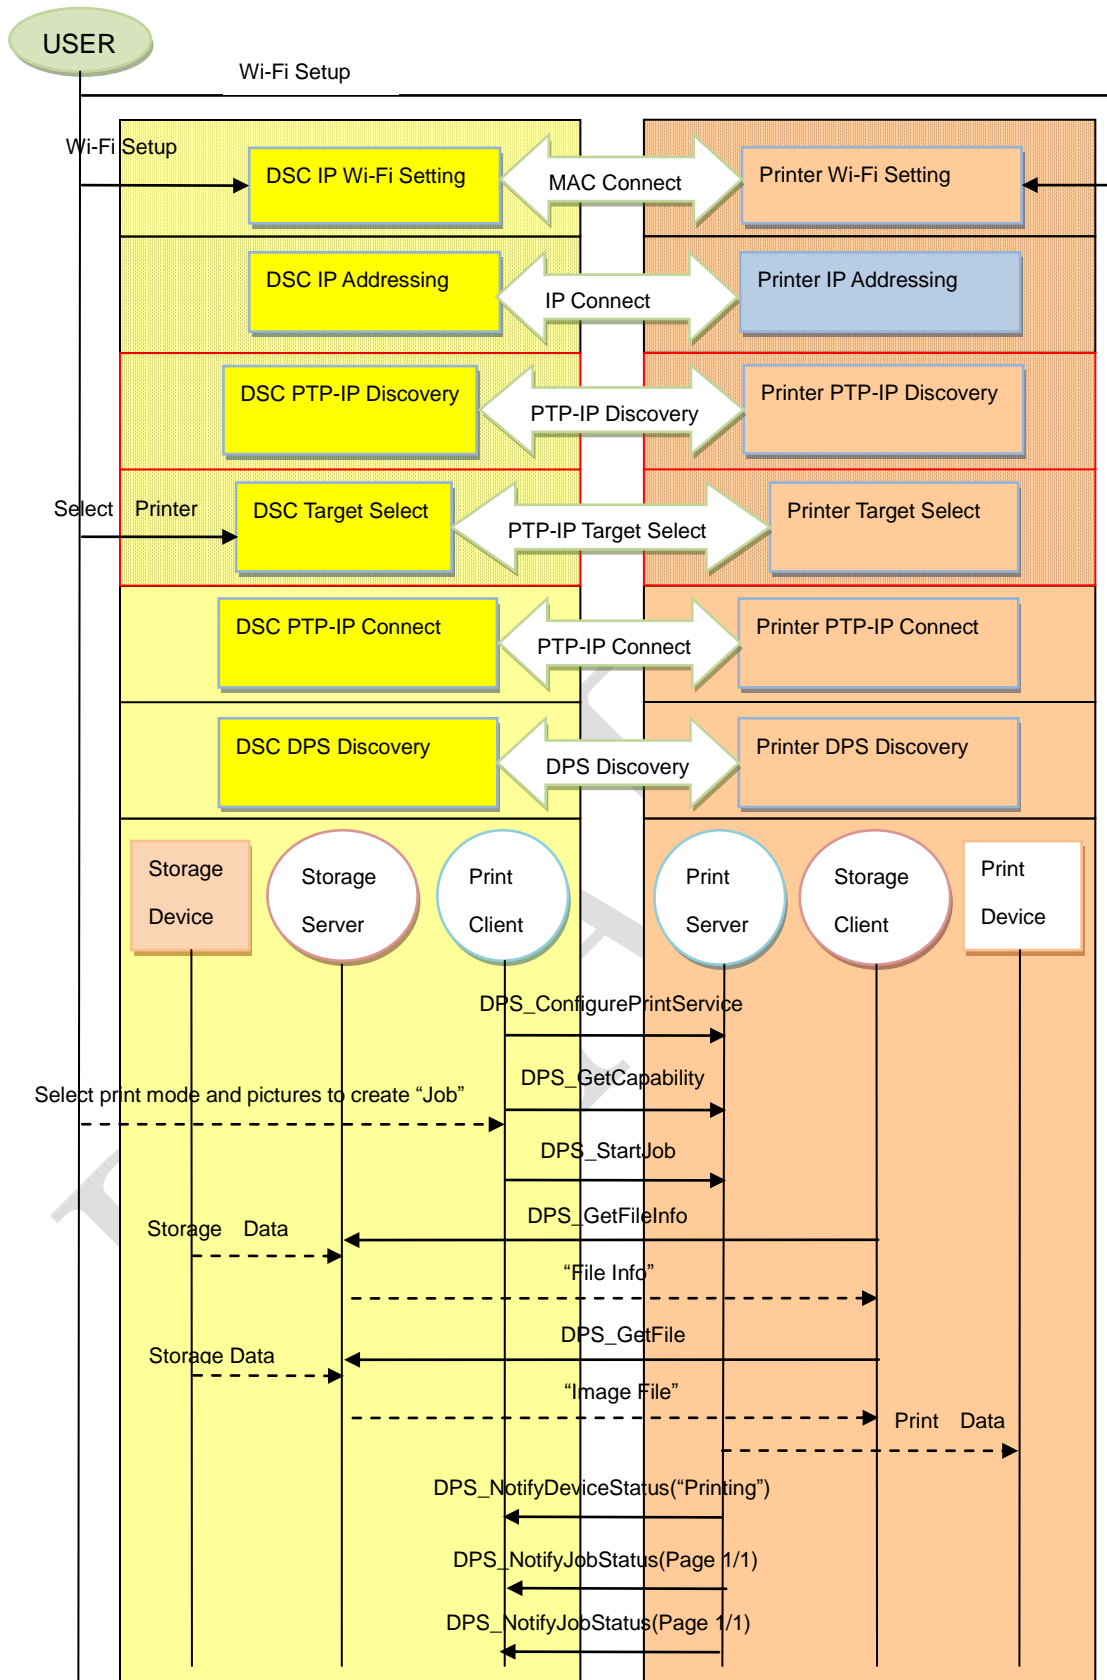 USER
Wi-Fi Setup
Wi-Fi Setup
DSC IP Wi-Fi Setting
MAC Connect
Printer Wi-Fi Setting
DSC IP Addressing
IP Connect
Printer IP Addressing
DSC PTP-IP Discovery
PTP-IP Discovery
Printer PTP-IP Discovery
Select Printer
DSC Target Select
PTP-IP Target Select
Printer Target Select
DSC PTP-IP Connect
PTP-IP Connect
Printer PTP-IP Connect
DSC DPS Discovery
DPS Discovery
Printer DPS Discovery
Storage
Device
Storage
Server
Print
Client
Print
Server
Storage
Client
Print
Device
DPS_ConfigurePrintService
DPS_GetCapability
Select print mode and pictures to create “Job”
DPS_StartJob
DPS_GetFileInfo
Storage Data
“File Info”
DPS_GetFile
Storage Data
“Image File”
Print Data
DPS_NotifyDeviceStatus(“Printing”)
DPS_NotifyJobStatus(Page 1/1)
DPS_NotifyJobStatus(Page 1/1)